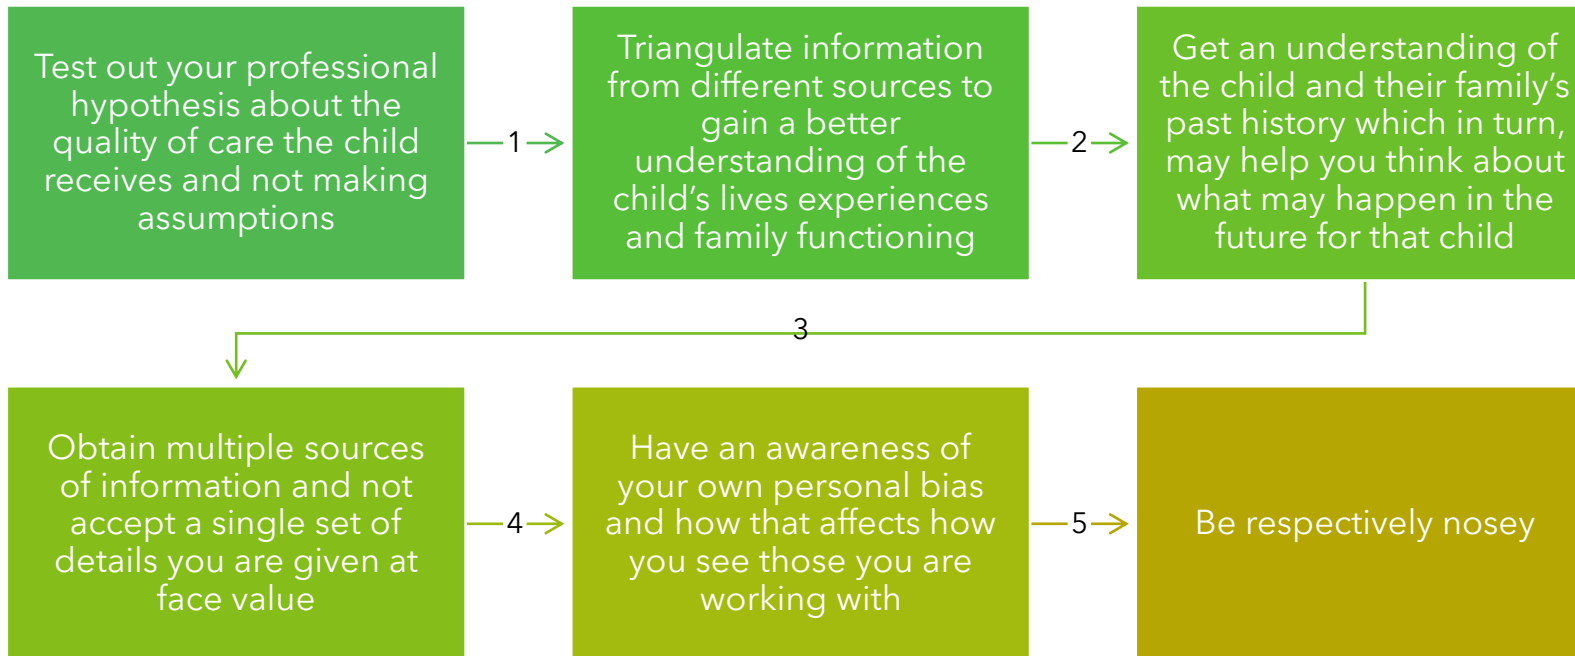 Test out your professional
hypothesis about the
quality of care the child
receives and not making
assumptions
1
Triangulate information
from different sources to
gain a better
understanding of the
child's lives experiences
and family functioning
2
Get an understanding of
the child and their family's
past history which in turn,
may help you think about
what may happen in the
future for that child
3
Obtain multiple sources
of information and not
accept a single set of
details you are given at
face value
4
Have an awareness of
your own personal bias
and how that affects how
you see those you are
working with
5
Be respectively nosey